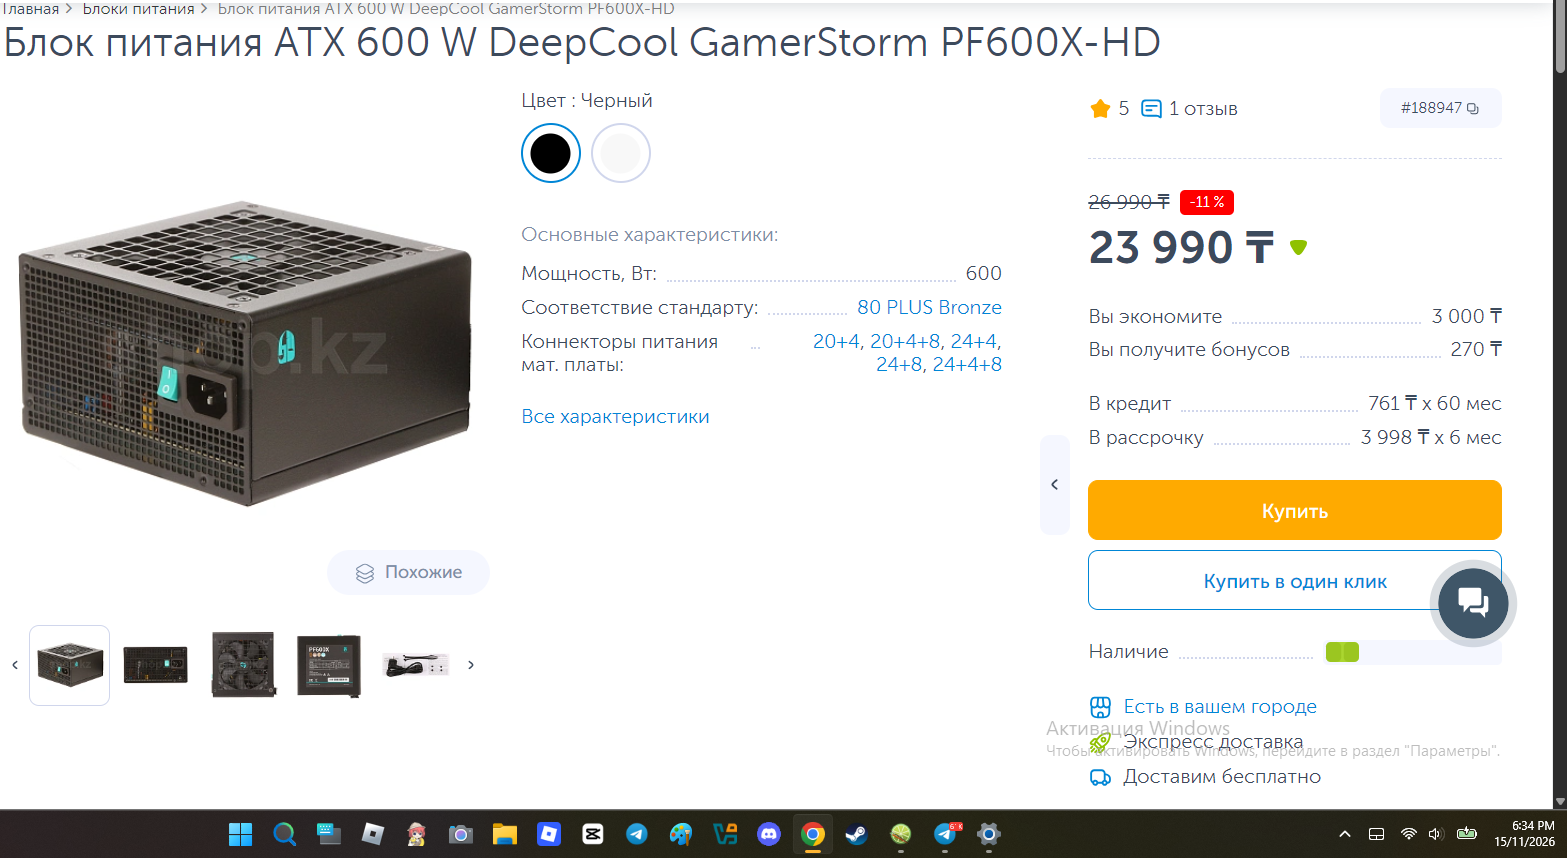 Главная > Блоки питания > Блок питания ATX 600 W DeepCool GamerStorm PF600X-HD
Блок питания ATX 600 W DeepCool GamerStorm PF600X-HD
Цвет : Черный
5
1 отзыв
#188947
26 990 ₸
-11 %
23 990 ₸
Основные характеристики:
Мощность, Вт: 600
Соответствие стандарту: 80 PLUS Bronze
Коннекторы питания мат. платы: 20+4, 20+4+8, 24+4,
24+8, 24+4+8
Все характеристики
Вы экономите 3 000 ₸
Вы получите бонусов 270 ₸
В кредит 761 ₸ x 60 мес
В рассрочку 3 998 ₸ x 6 мес
Купить
Купить в один клик
shop.kz
Похожие
PF600X
Наличие
Есть в вашем городе
Экспресс доставка
Доставим бесплатно
Активация Windows
Чтобы активировать Windows, перейдите в раздел "Параметры".
6:34 PM
15/11/2026